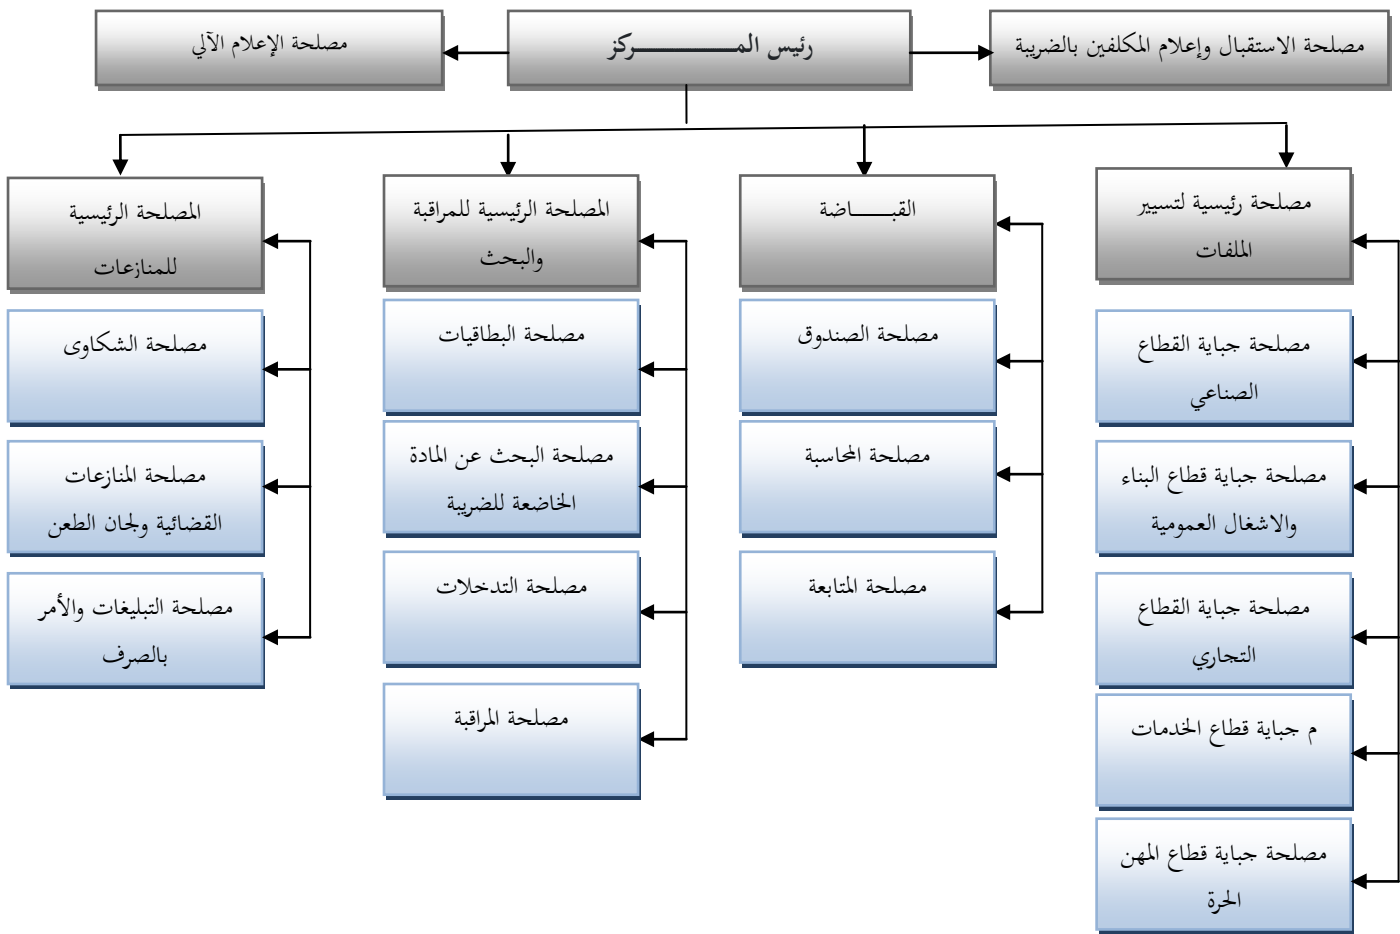 مصلحة الاستقبال وإعلام المكلفين بالضريبة
رئيس المـــــــــركز
مصلحة الإعلام الآلي
مصلحة رئيسية لتسيير
الملفات
مصلحة جباية القطاع
الصناعي
مصلحة جباية قطاع البناء
والاشغال العمومية
مصلحة جباية القطاع
التجاري
م جباية قطاع الخدمات
مصلحة جباية قطاع المهن
الحرة
القبـــــاضة
مصلحة الصندوق
مصلحة المحاسبة
مصلحة المتابعة
المصلحة الرئيسية للمراقبة
والبحث
مصلحة البطاقيات
مصلحة البحث عن المادة
الخاضعة للضريبة
مصلحة التدخلات
مصلحة المراقبة
المصلحة الرئيسية
للمنازعات
مصلحة الشكاوى
مصلحة المنازعات
القضائية ولجان الطعن
مصلحة التبليغات والأمر
بالصرف